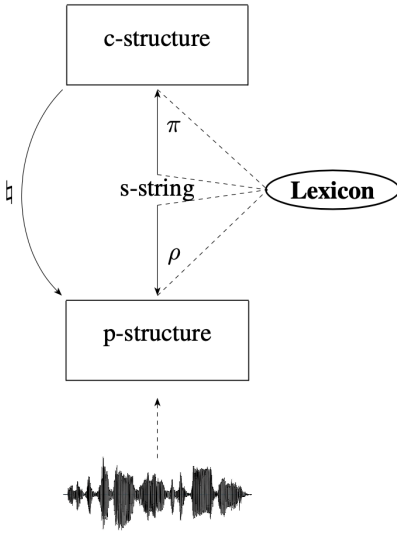 c-structure
π
♮
s-string
Lexicon
ρ
p-structure